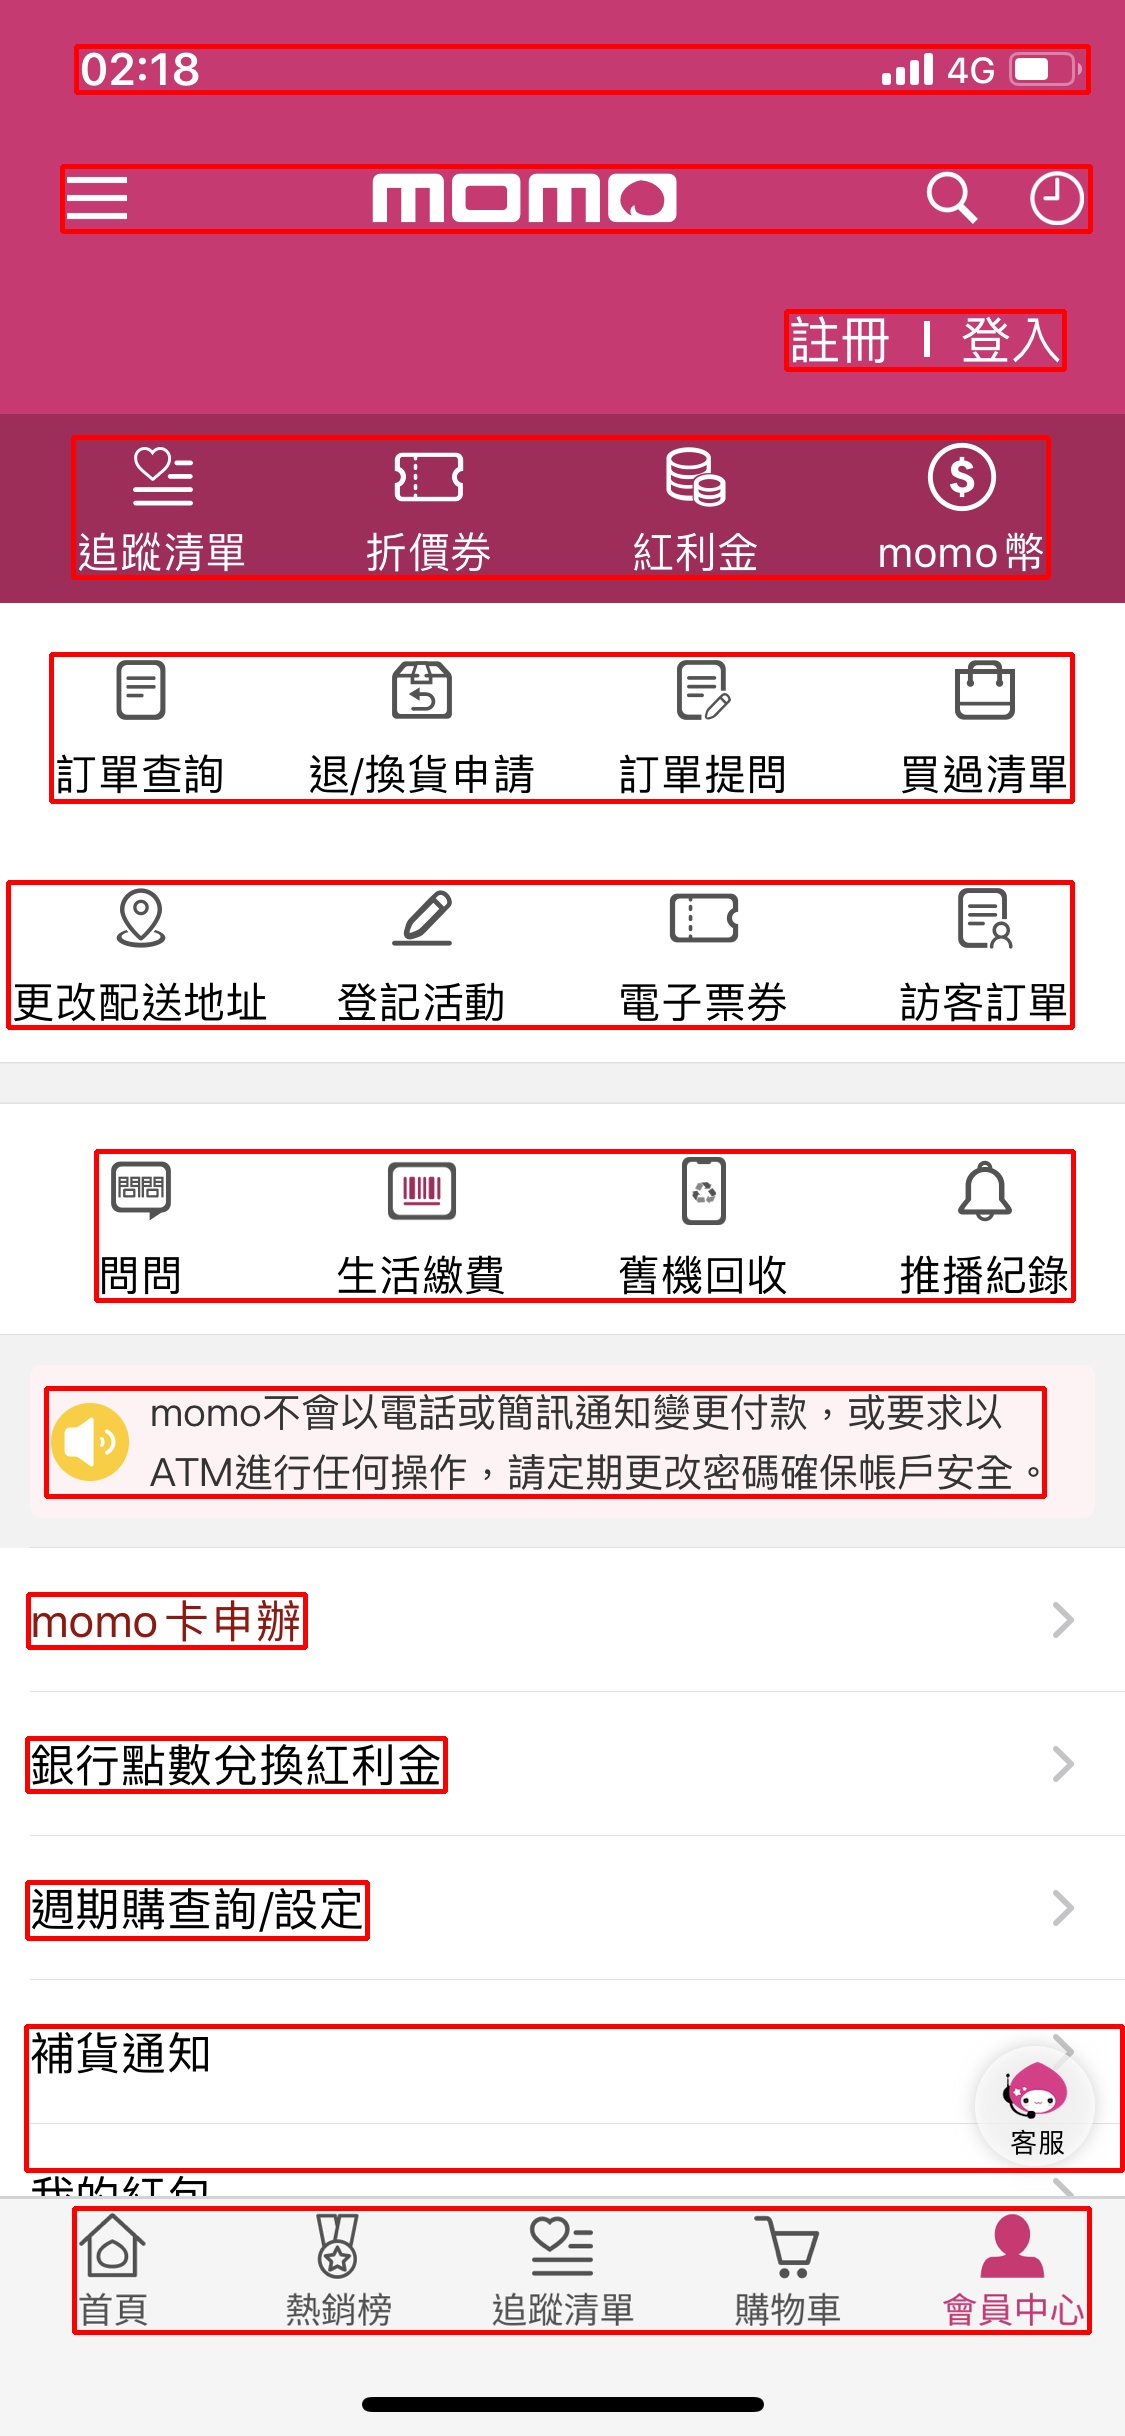 02:18 4G
momo
註冊 | 登入
追蹤清單 折價券 紅利金 momo幣
訂單查詢 退/換貨申請 訂單提問 買過清單
更改配送地址 登記活動 電子票券 訪客訂單
問問 生活繳費 舊機回收 推播紀錄
momo不會以電話或簡訊通知變更付款，或要求以
ATM進行任何操作，請定期更改密碼確保帳戶安全。
momo卡申辦
銀行點數兌換紅利金
週期購查詢/設定
補貨通知
客服
我的紅包
首頁 熱銷榜 追蹤清單 購物車 會員中心